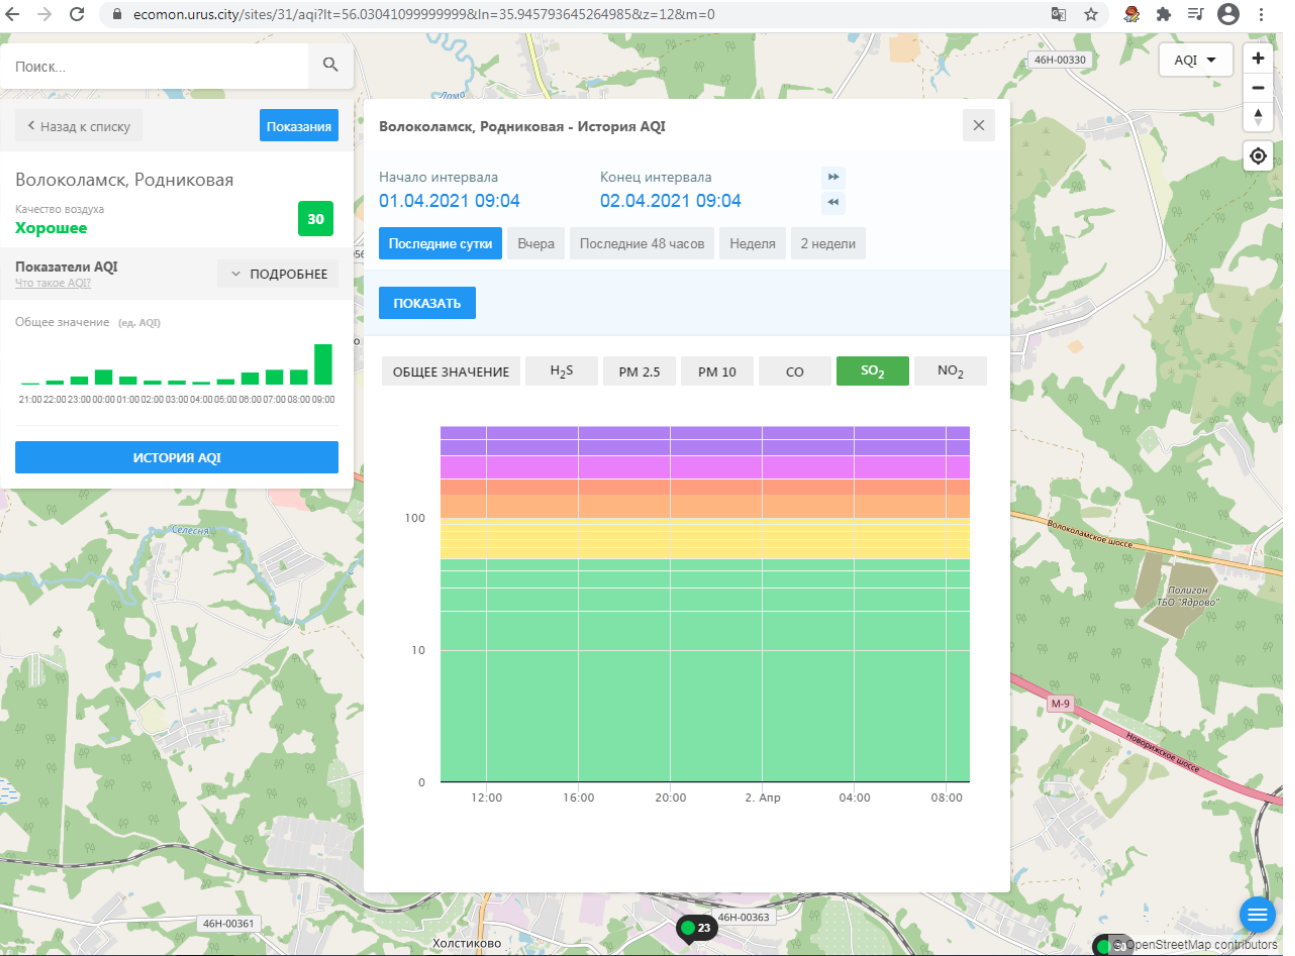 ecomon.urus.city/sites/31/aqi?lt=56.03041099999999&ln=35.945793645264985&z=12&m=0
Поиск...
46Н-00330
AQI
Ламо
Назад к списку
Показания
Волоколамск, Родниковая
Качество воздуха
Хорошее
30
Показатели AQI
Что такое AQI?
ПОДРОБНЕЕ
Общее значение (ед. AQI)
21:00 22:00 23:00 00:00 01:00 02:00 03:00 04:00 05:00 06:00 07:00 08:00 09:00
ИСТОРИЯ AQI
Волоколамск, Родниковая - История AQI
Начало интервала
01.04.2021 09:04
Конец интервала
02.04.2021 09:04
Последние сутки
Вчера
Последние 48 часов
Неделя
2 недели
ПОКАЗАТЬ
ОБЩЕЕ ЗНАЧЕНИЕ
H2S
PM 2.5
PM 10
CO
SO2
NO2
100
10
0
12:00 16:00 20:00 2. Апр 04:00 08:00
Селесня
Волоколамское шоссе
Полигон
ТБО "Ядрово"
М-9
Новорижское шоссе
46Н-00361
46Н-00363
23
Холстиково
© OpenStreetMap contributors